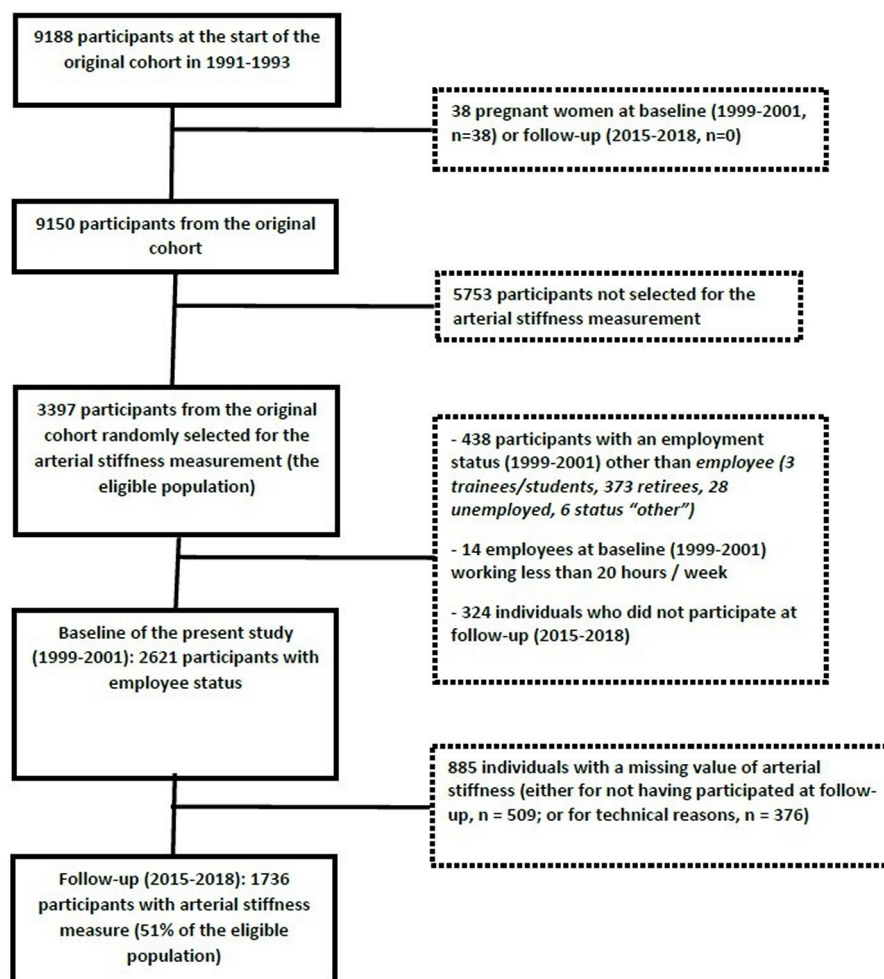 9188 participants at the start of the
original cohort in 1991-1993
38 pregnant women at baseline (1999-2001,
n=38) or follow-up (2015-2018, n=0)
9150 participants from the original
cohort
5753 participants not selected for the
arterial stiffness measurement
3397 participants from the original
cohort randomly selected for the
arterial stiffness measurement (the
eligible population)
- 438 participants with an employment
status (1999-2001) other than employee (3
trainees/students, 373 retirees, 28
unemployed, 6 status “other”)
- 14 employees at baseline (1999-2001)
working less than 20 hours / week
- 324 individuals who did not participate at
follow-up (2015-2018)
Baseline of the present study
(1999-2001): 2621 participants with
employee status
885 individuals with a missing value of arterial
stiffness (either for not having participated at follow-
up, n = 509; or for technical reasons, n = 376)
Follow-up (2015-2018): 1736
participants with arterial stiffness
measure (51% of the eligible
population)